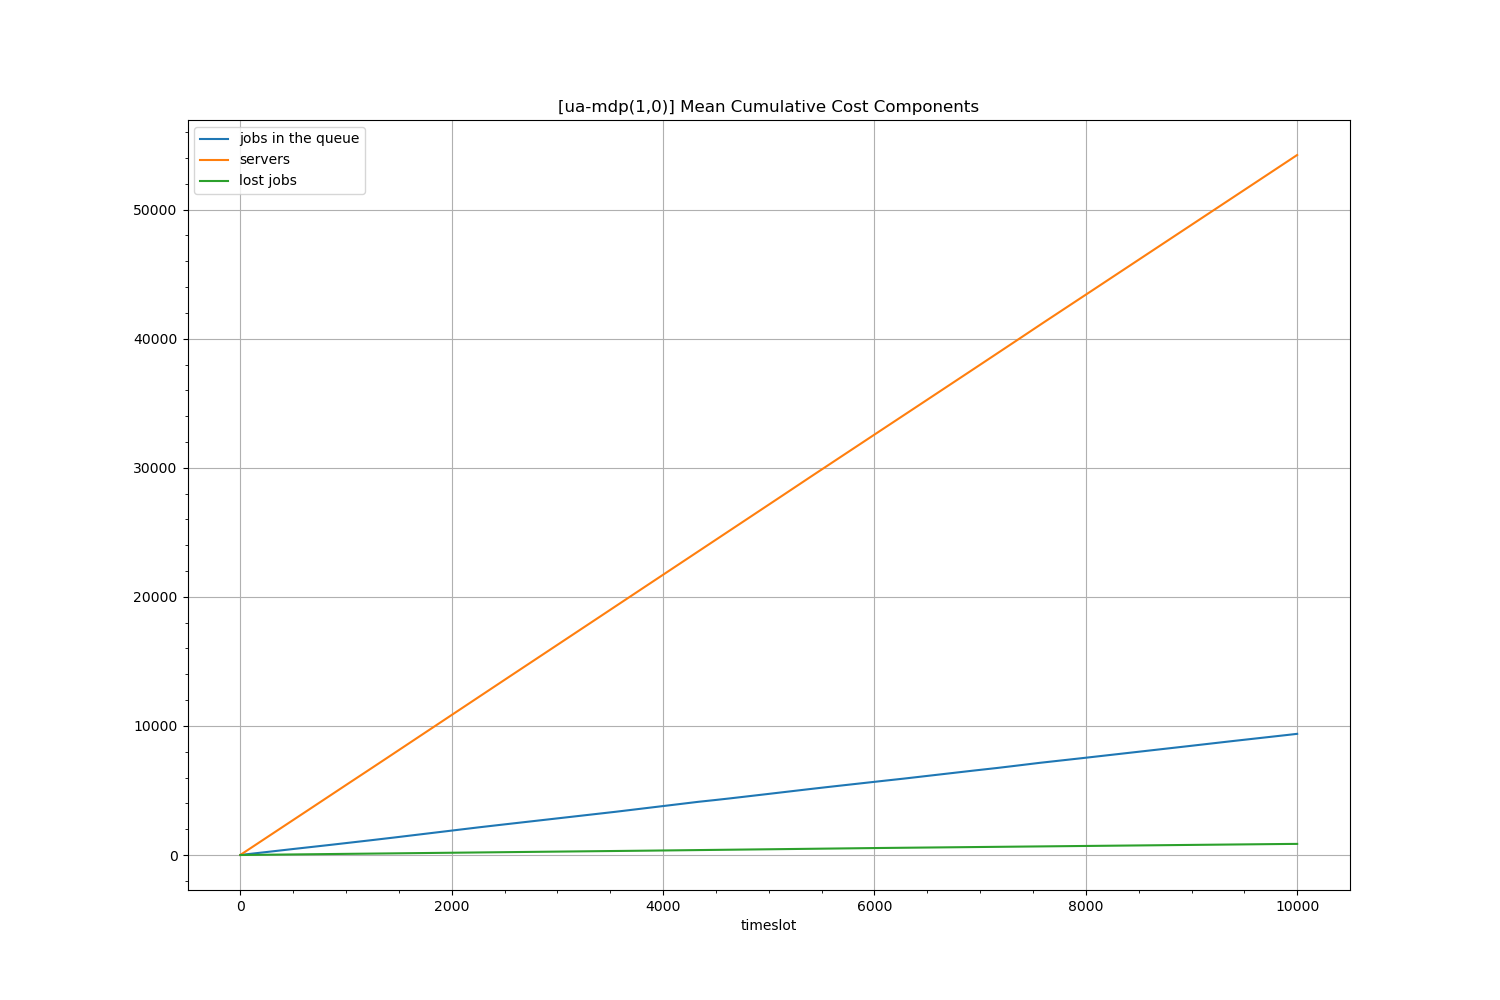 [ua-mdp(1,0)] Mean Cumulative Cost Components
jobs in the queue
servers
lost jobs
50000
40000
30000
20000
10000
0
0 2000 4000 6000 8000 10000
timeslot